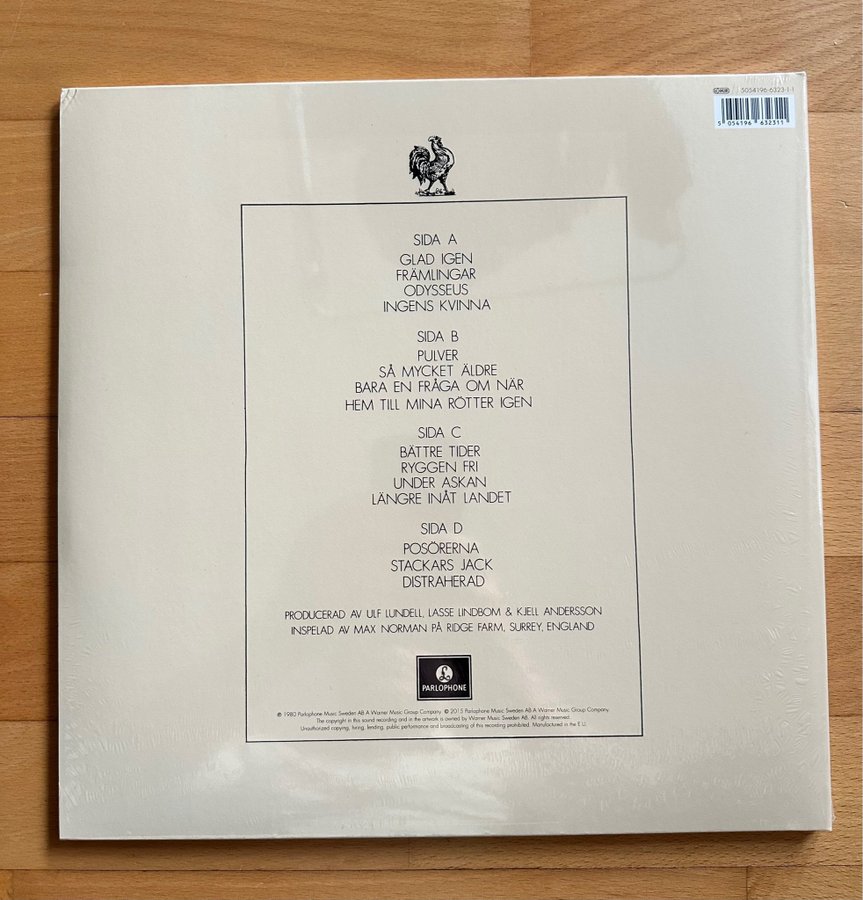 5054196-6323-1-1
5 054196 632311
SIDA A
GLAD IGEN
FRÄMLINGAR
ODYSSEUS
INGENS KVINNA
SIDA B
PULVER
SÅ MYCKET ÄLDRE
BARA EN FRÅGA OM NÄR
HEM TILL MINA RÖTTER IGEN
SIDA C
BÄTTRE TIDER
RYGGEN FRI
UNDER ASKAN
LÄNGRE INÅT LANDET
SIDA D
POSÖRERNA
STACKARS JACK
DISTRAHERAD
PRODUCERAD AV ULF LUNDELL, LASSE LINDBOM & KJELL ANDERSSON
INSPELAD AV MAX NORMAN PÅ RIDGE FARM, SURREY, ENGLAND
PARLOPHONE
℗ 1980 Parlophone Music Sweden AB A Warner Music Group Company. © 2015 Parlophone Music Sweden AB A Warner Music Group Company.
The copyright in this sound recording and in the artwork is owned by Warner Music Sweden AB. All rights reserved.
Unauthorized copying, hiring, lending, public performance and broadcasting of this recording prohibited. Manufactured in the E.U.